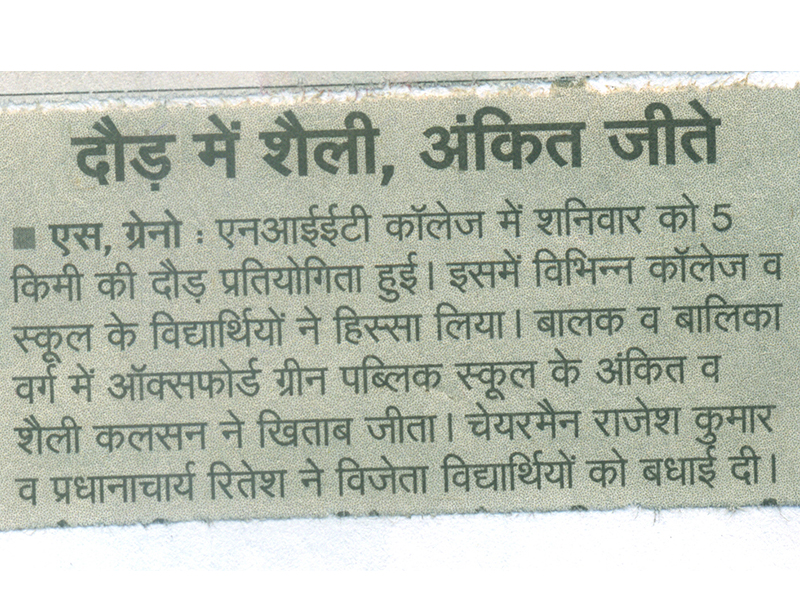 दौड़ में शैली, अंकित जीते
■ एस, ग्रेनो : एनआईईटी कॉलेज में शनिवार को 5
किमी की दौड़ प्रतियोगिता हुई। इसमें विभिन्न कॉलेज व
स्कूल के विद्यार्थियों ने हिस्सा लिया। बालक व बालिका
वर्ग में ऑक्सफोर्ड ग्रीन पब्लिक स्कूल के अंकित व
शैली कलसन ने खिताब जीता। चेयरमैन राजेश कुमार
व प्रधानाचार्य रितेश ने विजेता विद्यार्थियों को बधाई दी।